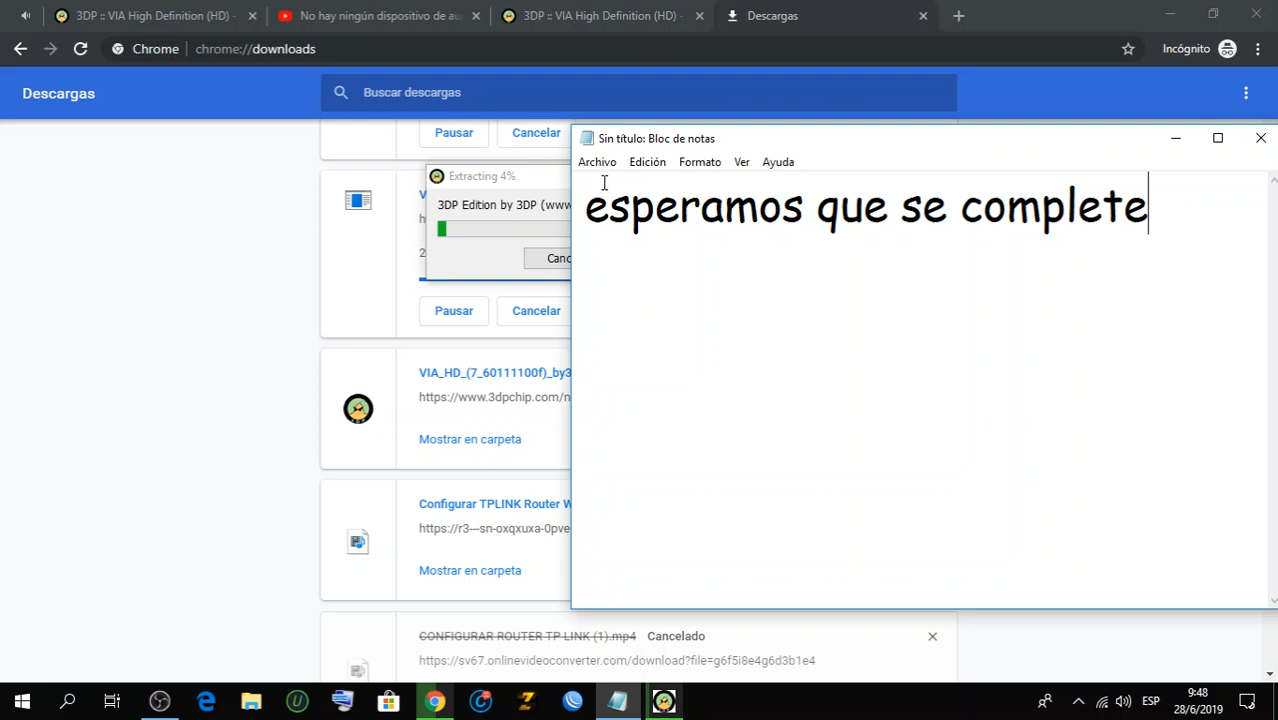 3DP :: VIA High Definition (HD) -
No hay ningún dispositivo de au
3DP :: VIA High Definition (HD) -
Descargas
Chrome
chrome://downloads
Incógnito
Descargas
Buscar descargas
Pausar
Cancelar
Sin título: Bloc de notas
Archivo
Edición
Formato
Ver
Ayuda
Extracting 4%
3DP Edition by 3DP (www
esperamos que se complete
Canc
Pausar
Cancelar
VIA_HD_(7_60111100f)_by3
https://www.3dpchip.com/n
Mostrar en carpeta
Configurar TPLINK Router W
https://r3---sn-oxqxuxa-0pve
Mostrar en carpeta
CONFIGURAR ROUTER TP LINK (1).mp4
Cancelado
https://sv67.onlinevideoconverter.com/download?file=g6f5i8e4g6d3b1e4
ESP
9:48
28/6/2019